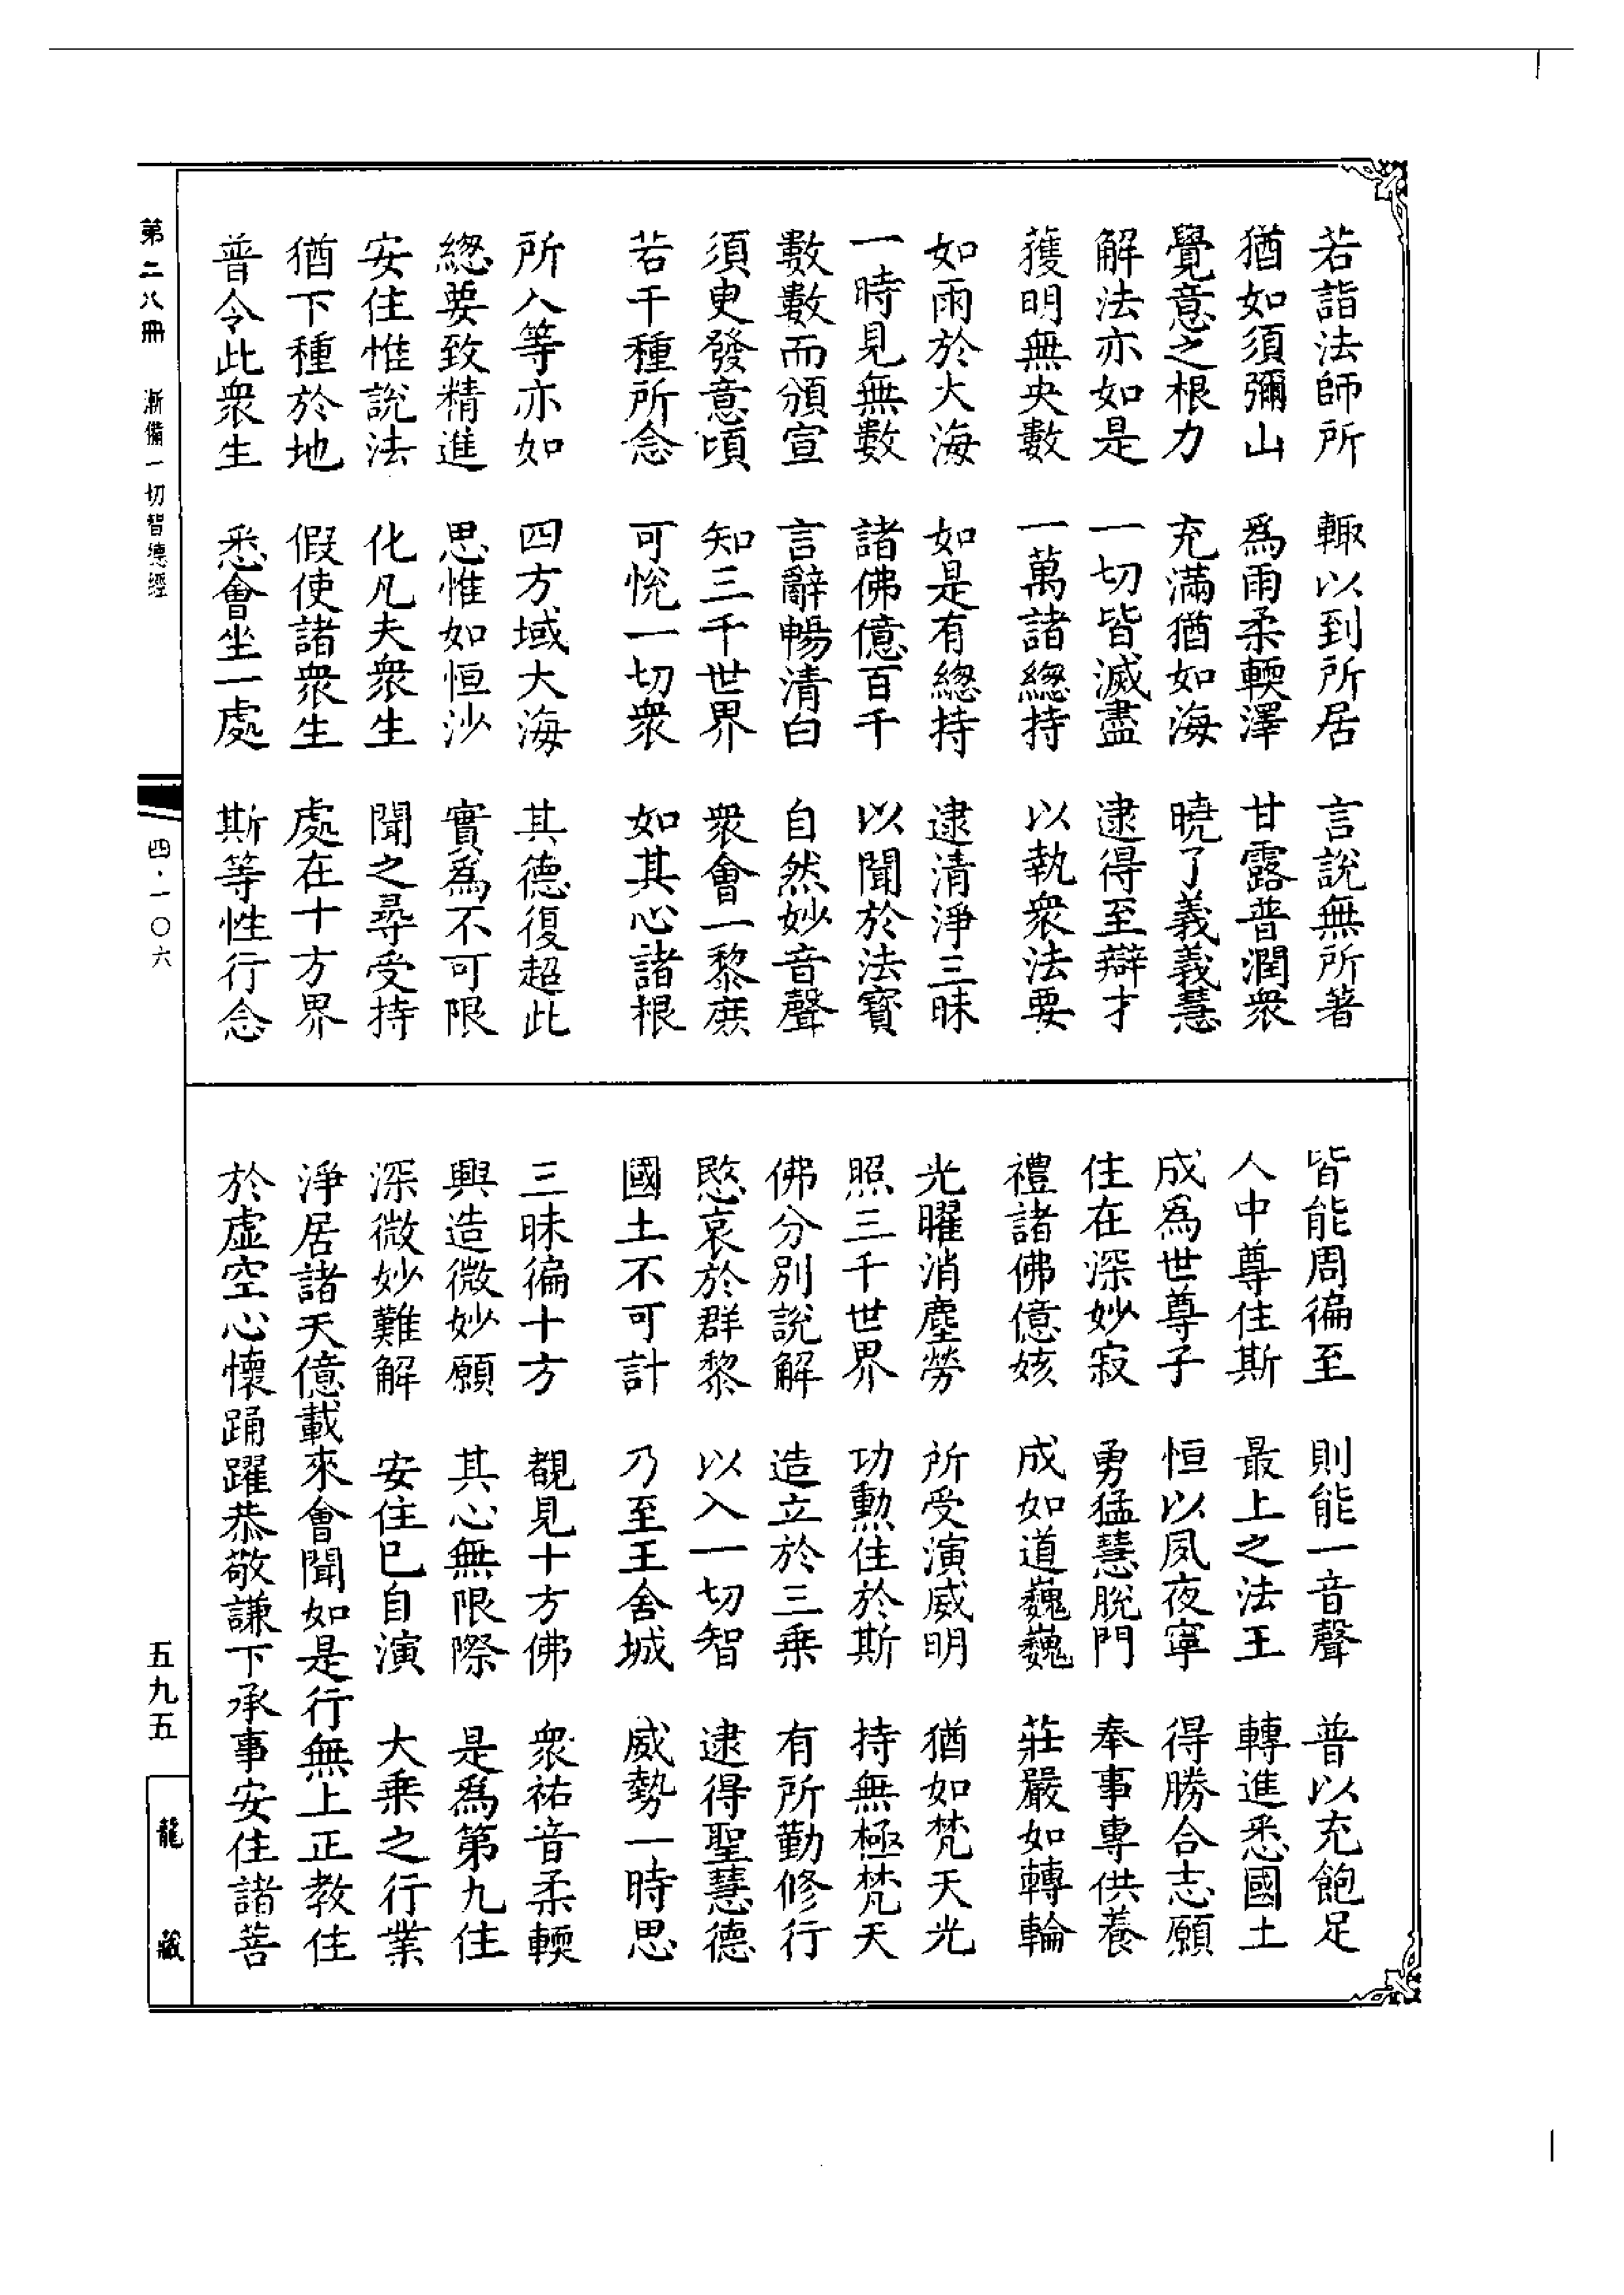 若詣法師所　輙以到所居　言說無所著
猶如須彌山　爲雨柔輭澤　甘露普潤衆
覺意之根力　充滿猶如海　曉了義義慧
解法亦如是　一切皆滅盡　逮得至辯才
獲明無央數　一萬諸總持　以執衆法要
如雨於大海　如是有總持　逮清淨三昧
一時見無數　諸佛億百千　以聞於法寶
數數而頒宣　言辭暢清白　自然妙音聲
須臾發意頃　知三千世界　衆會一黎庶
若干種所念　可悅一切衆　如其心諸根
所入等亦如　四方域大海　其德復超此
總要致精進　思惟如恒沙　實爲不可限
安住惟說法　化凡夫衆生　聞之尋受持
猶下種於地　假使諸衆生　處在十方界
普令此衆生　悉會坐一處　斯等性行念
皆能周徧至　則能一音聲　普以充飽足
人中尊住斯　最上之法王　轉進悉國土
成爲世尊子　恒以夙夜寧　得勝合志願
住在深妙寂　勇猛慧脫門　奉事專供養
禮諸佛億姟　成如道巍巍　莊嚴如轉輪
光曜消塵勞　所受演威明　猶如梵天光
照三千世界　功勲住於斯　持無極梵天
佛分別說解　造立於三乗　有所勤修行
愍哀於群黎　以入一切智　逮得聖慧德
國土不可計　乃至王舍城　威勢一時思
三昧徧十方　覩見十方佛　衆祐音柔輭
興造微妙願　其心無限際　是爲第九住
深微妙難解　安住已自演　大乗之行業
淨居諸天億載來會聞如是行無上正教住
於虛空心懷踊躍恭敬謙下承事安住諸菩
第二八冊　漸備一切智德經
四·一〇六
五九五
龍藏